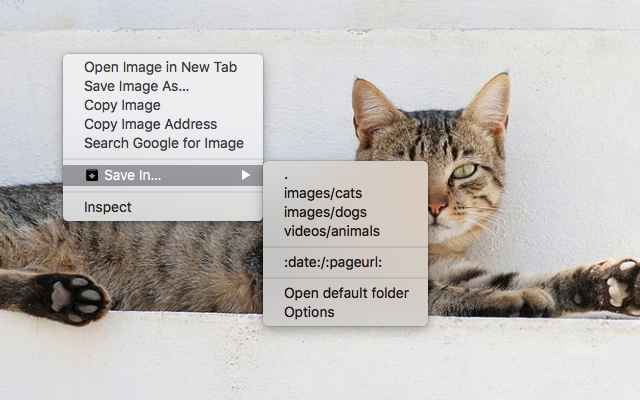 Open Image in New Tab
Save Image As...
Copy Image
Copy Image Address
Search Google for Image
Save In...
Inspect
.
images/cats
images/dogs
videos/animals
:date:/:pageurl:
Open default folder
Options